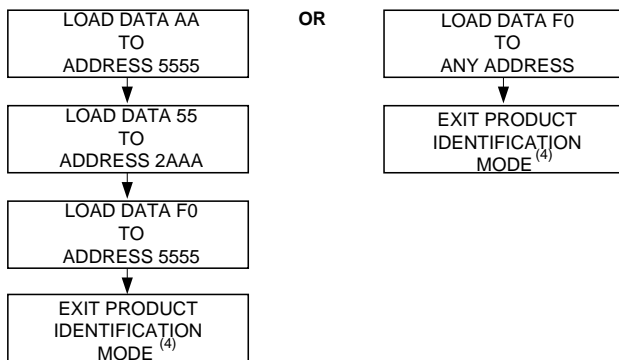 LOAD DATA AA
TO
ADDRESS 5555
LOAD DATA 55
TO
ADDRESS 2AAA
LOAD DATA F0
TO
ADDRESS 5555
EXIT PRODUCT
IDENTIFICATION
MODE (4)
OR
LOAD DATA F0
TO
ANY ADDRESS
EXIT PRODUCT
IDENTIFICATION
MODE (4)